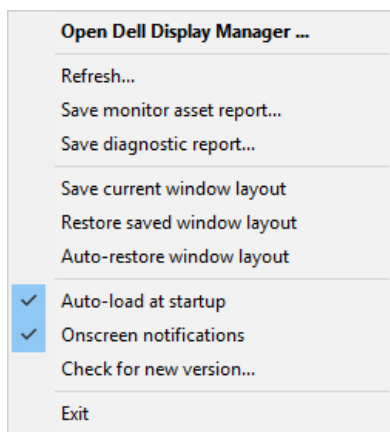 Open Dell Display Manager ...
Refresh...
Save monitor asset report...
Save diagnostic report...
Save current window layout
Restore saved window layout
Auto-restore window layout
Auto-load at startup
Onscreen notifications
Check for new version...
Exit